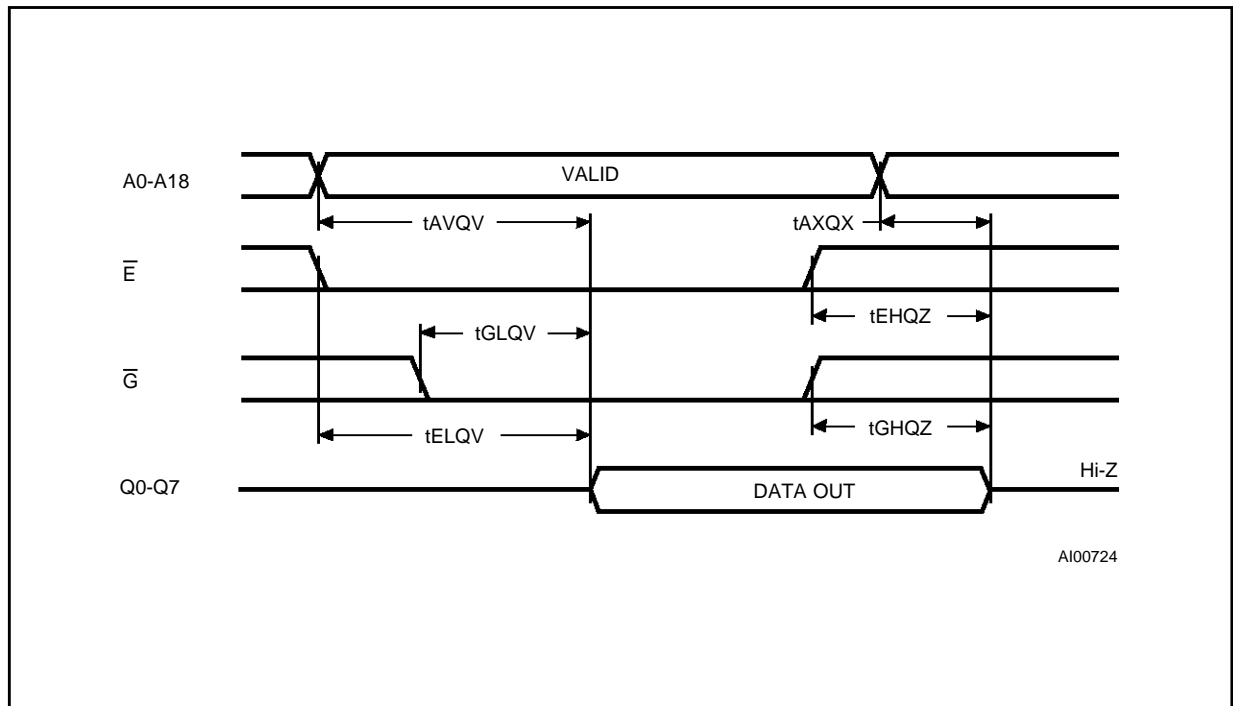 A0-A18
VALID
tAVQV
tAXQX
E̅
tEHQZ
tGLQV
G̅
tELQV
tGHQZ
Q0-Q7
DATA OUT
Hi-Z
AI00724